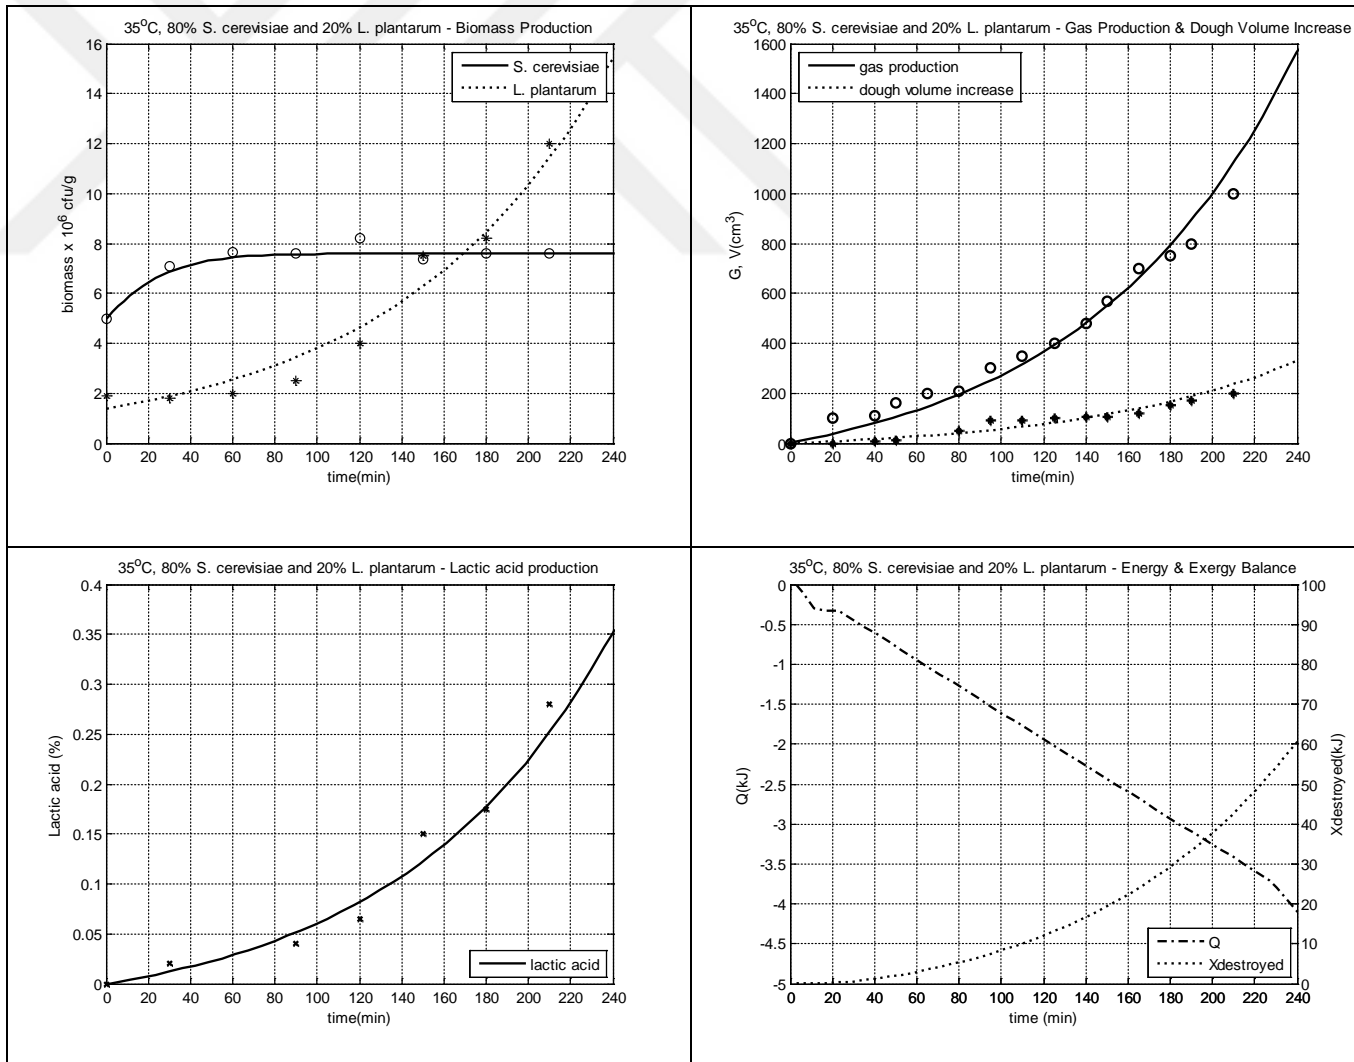 35°C, 80% S. cerevisiae and 20% L. plantarum - Biomass Production
16
14
12
10
8
6
4
2
0
biomass x 10⁶ cfu/g
S. cerevisiae
L. plantarum
0 20 40 60 80 100 120 140 160 180 200 220 240
time(min)
35°C, 80% S. cerevisiae and 20% L. plantarum - Gas Production & Dough Volume Increase
1600
1400
1200
1000
800
600
400
200
0
G, V(cm³)
gas production
dough volume increase
0 20 40 60 80 100 120 140 160 180 200 220 240
time(min)
35°C, 80% S. cerevisiae and 20% L. plantarum - Lactic acid production
0.4
0.35
0.3
0.25
0.2
0.15
0.1
0.05
0
Lactic acid (%)
lactic acid
0 20 40 60 80 100 120 140 160 180 200 220 240
time(min)
35°C, 80% S. cerevisiae and 20% L. plantarum - Energy & Exergy Balance
0
-0.5
-1
-1.5
-2
-2.5
-3
-3.5
-4
-4.5
-5
Q(kJ)
100
90
80
70
60
50
40
30
20
10
0
Xdestroyed(kJ)
Q
Xdestroyed
0 20 40 60 80 100 120 140 160 180 200 220 240
time (min)